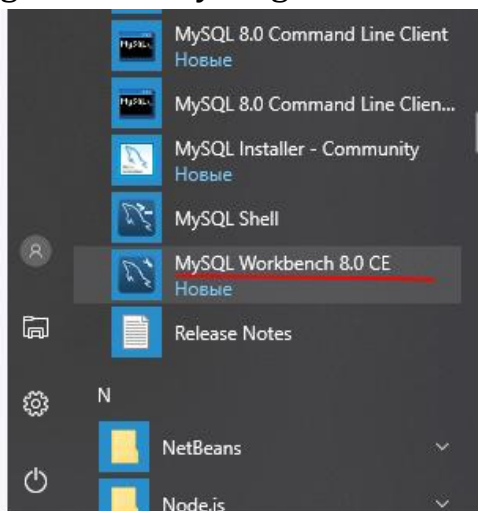 MySQL 8.0 Command Line Client
Новые
MySQL 8.0 Command Line Clien...
MySQL Installer - Community
Новые
MySQL Shell
MySQL Workbench 8.0 CE
Новые
Release Notes
N
NetBeans
Node.js